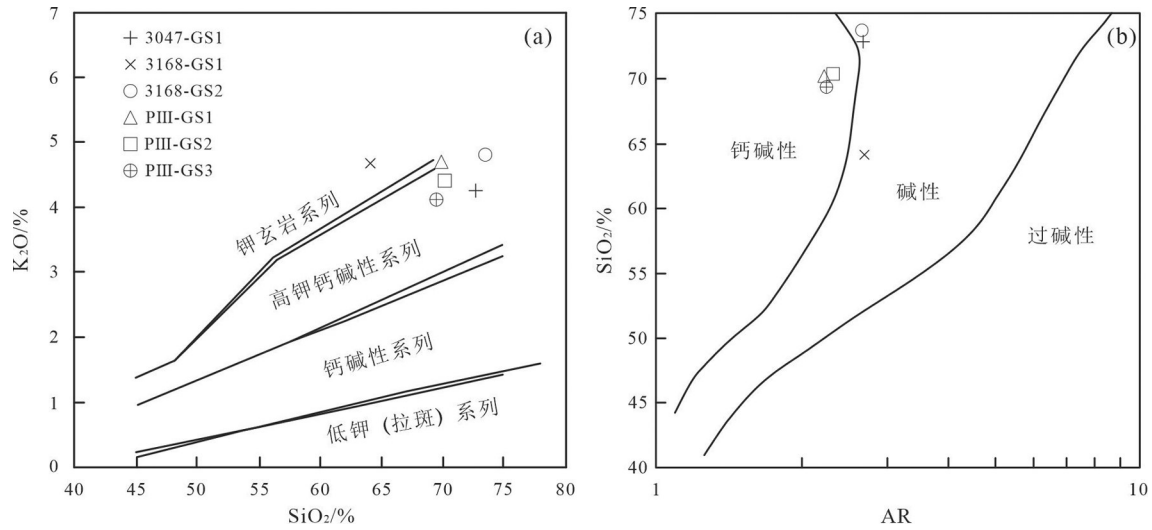 (a)
3047-GS1
3168-GS1
3168-GS2
PIII-GS1
PIII-GS2
PIII-GS3
钾玄岩系列
高钾钙碱性系列
钙碱性系列
低钾 (拉斑) 系列
7
6
5
4
3
2
1
0
K₂O/%
40 45 50 55 60 65 70 75 80
SiO₂/%
(b)
钙碱性
碱性
过碱性
75
70
65
60
55
50
45
40
SiO₂/%
1 2 10
AR